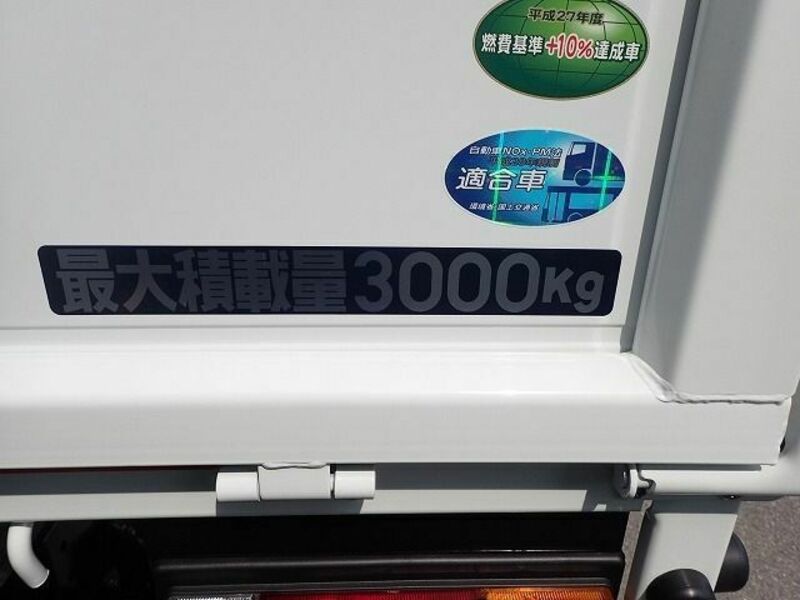 平成27年度
燃費基準+10%達成車
自動車NOx・PM法
適合車
環境省・国土交通省
最大積載量3000Kg